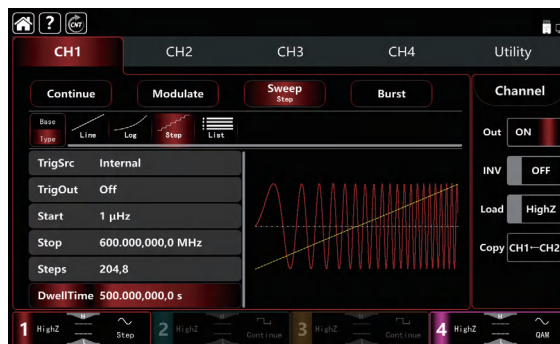 ? CNT
CH1 CH2 CH3 CH4 Utility
Continue Modulate Sweep Step Burst Channel
Base Type Line Log Step List
Out ON
TrigSrc Internal
INV OFF
TrigOut Off
Start 1 μHz
Load HighZ
Stop 600.000,000,0 MHz
Copy CH1←CH2
Steps 204,8
DwellTime 500.000,000,0 s
1 HighZ Step 2 HighZ Continue 3 HighZ Continue 4 HighZ QAM